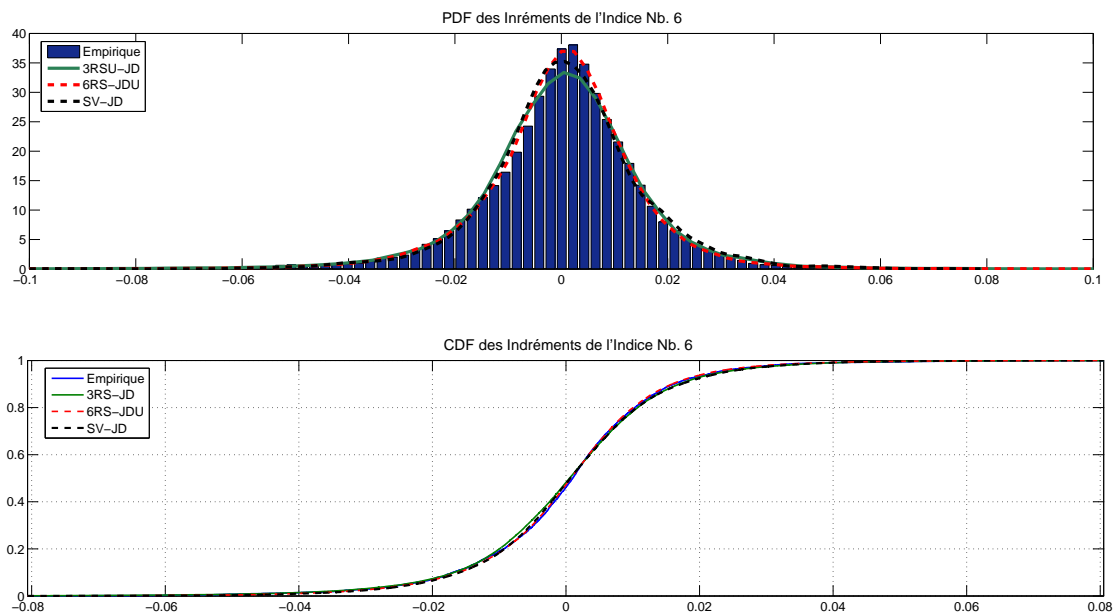 PDF des Inréments de l'Indice Nb. 6
40
35
30
25
20
15
10
5
0
Empirique
3RSU−JD
6RS−JDU
SV−JD
−0.1 −0.08 −0.06 −0.04 −0.02 0 0.02 0.04 0.06 0.08 0.1
CDF des Indréments de l'Indice Nb. 6
1
0.8
0.6
0.4
0.2
0
Empirique
3RS−JD
6RS−JDU
SV−JD
−0.08 −0.06 −0.04 −0.02 0 0.02 0.04 0.06 0.08